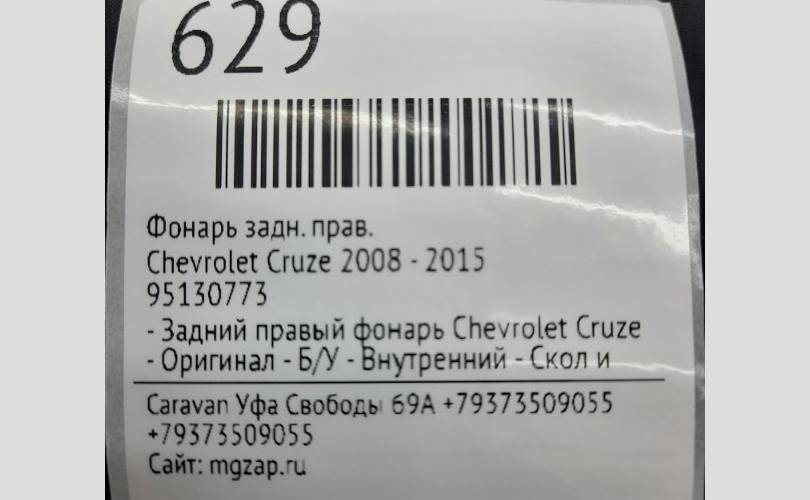 629
Фонарь задн. прав.
Chevrolet Cruze 2008 - 2015
95130773
- Задний правый фонарь Chevrolet Cruze
- Оригинал - Б/У - Внутренний - Скол и
Caravan Уфа Свободы 69А +79373509055
+79373509055
Сайт: mgzap.ru